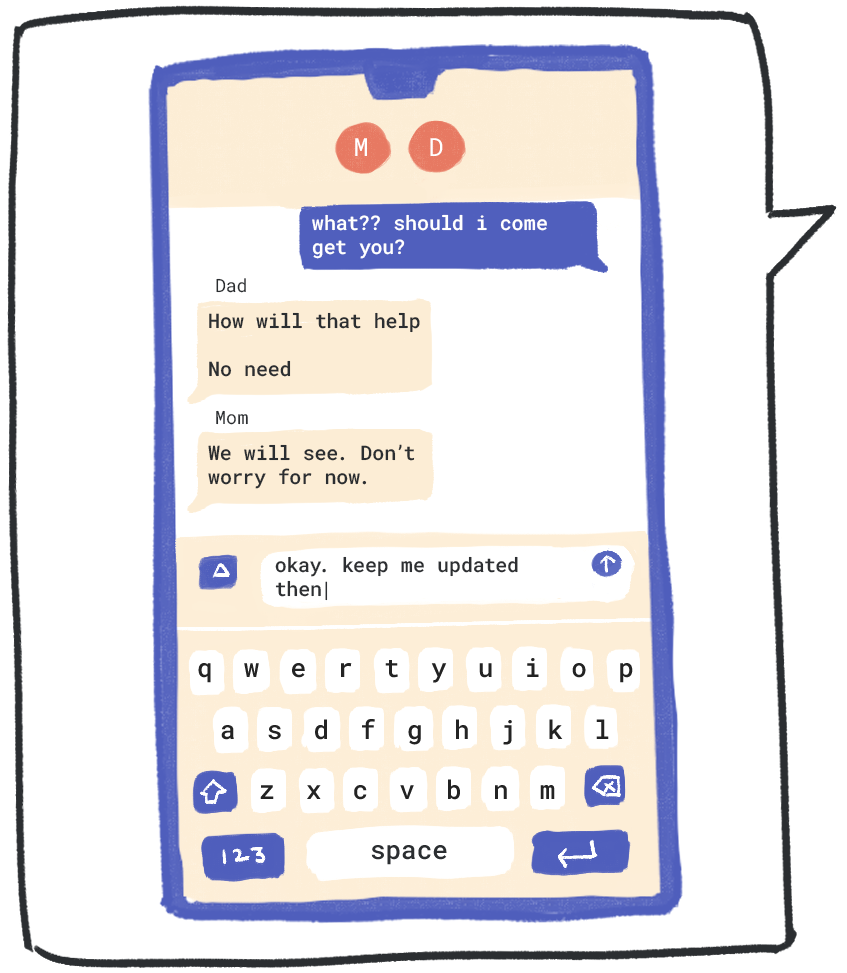 M D
what?? should i come
get you?
Dad
How will that help
No need
Mom
We will see. Don’t
worry for now.
okay. keep me updated
then
q w e r t y u i o p
a s d f g h j k l
z x c v b n m
123 space